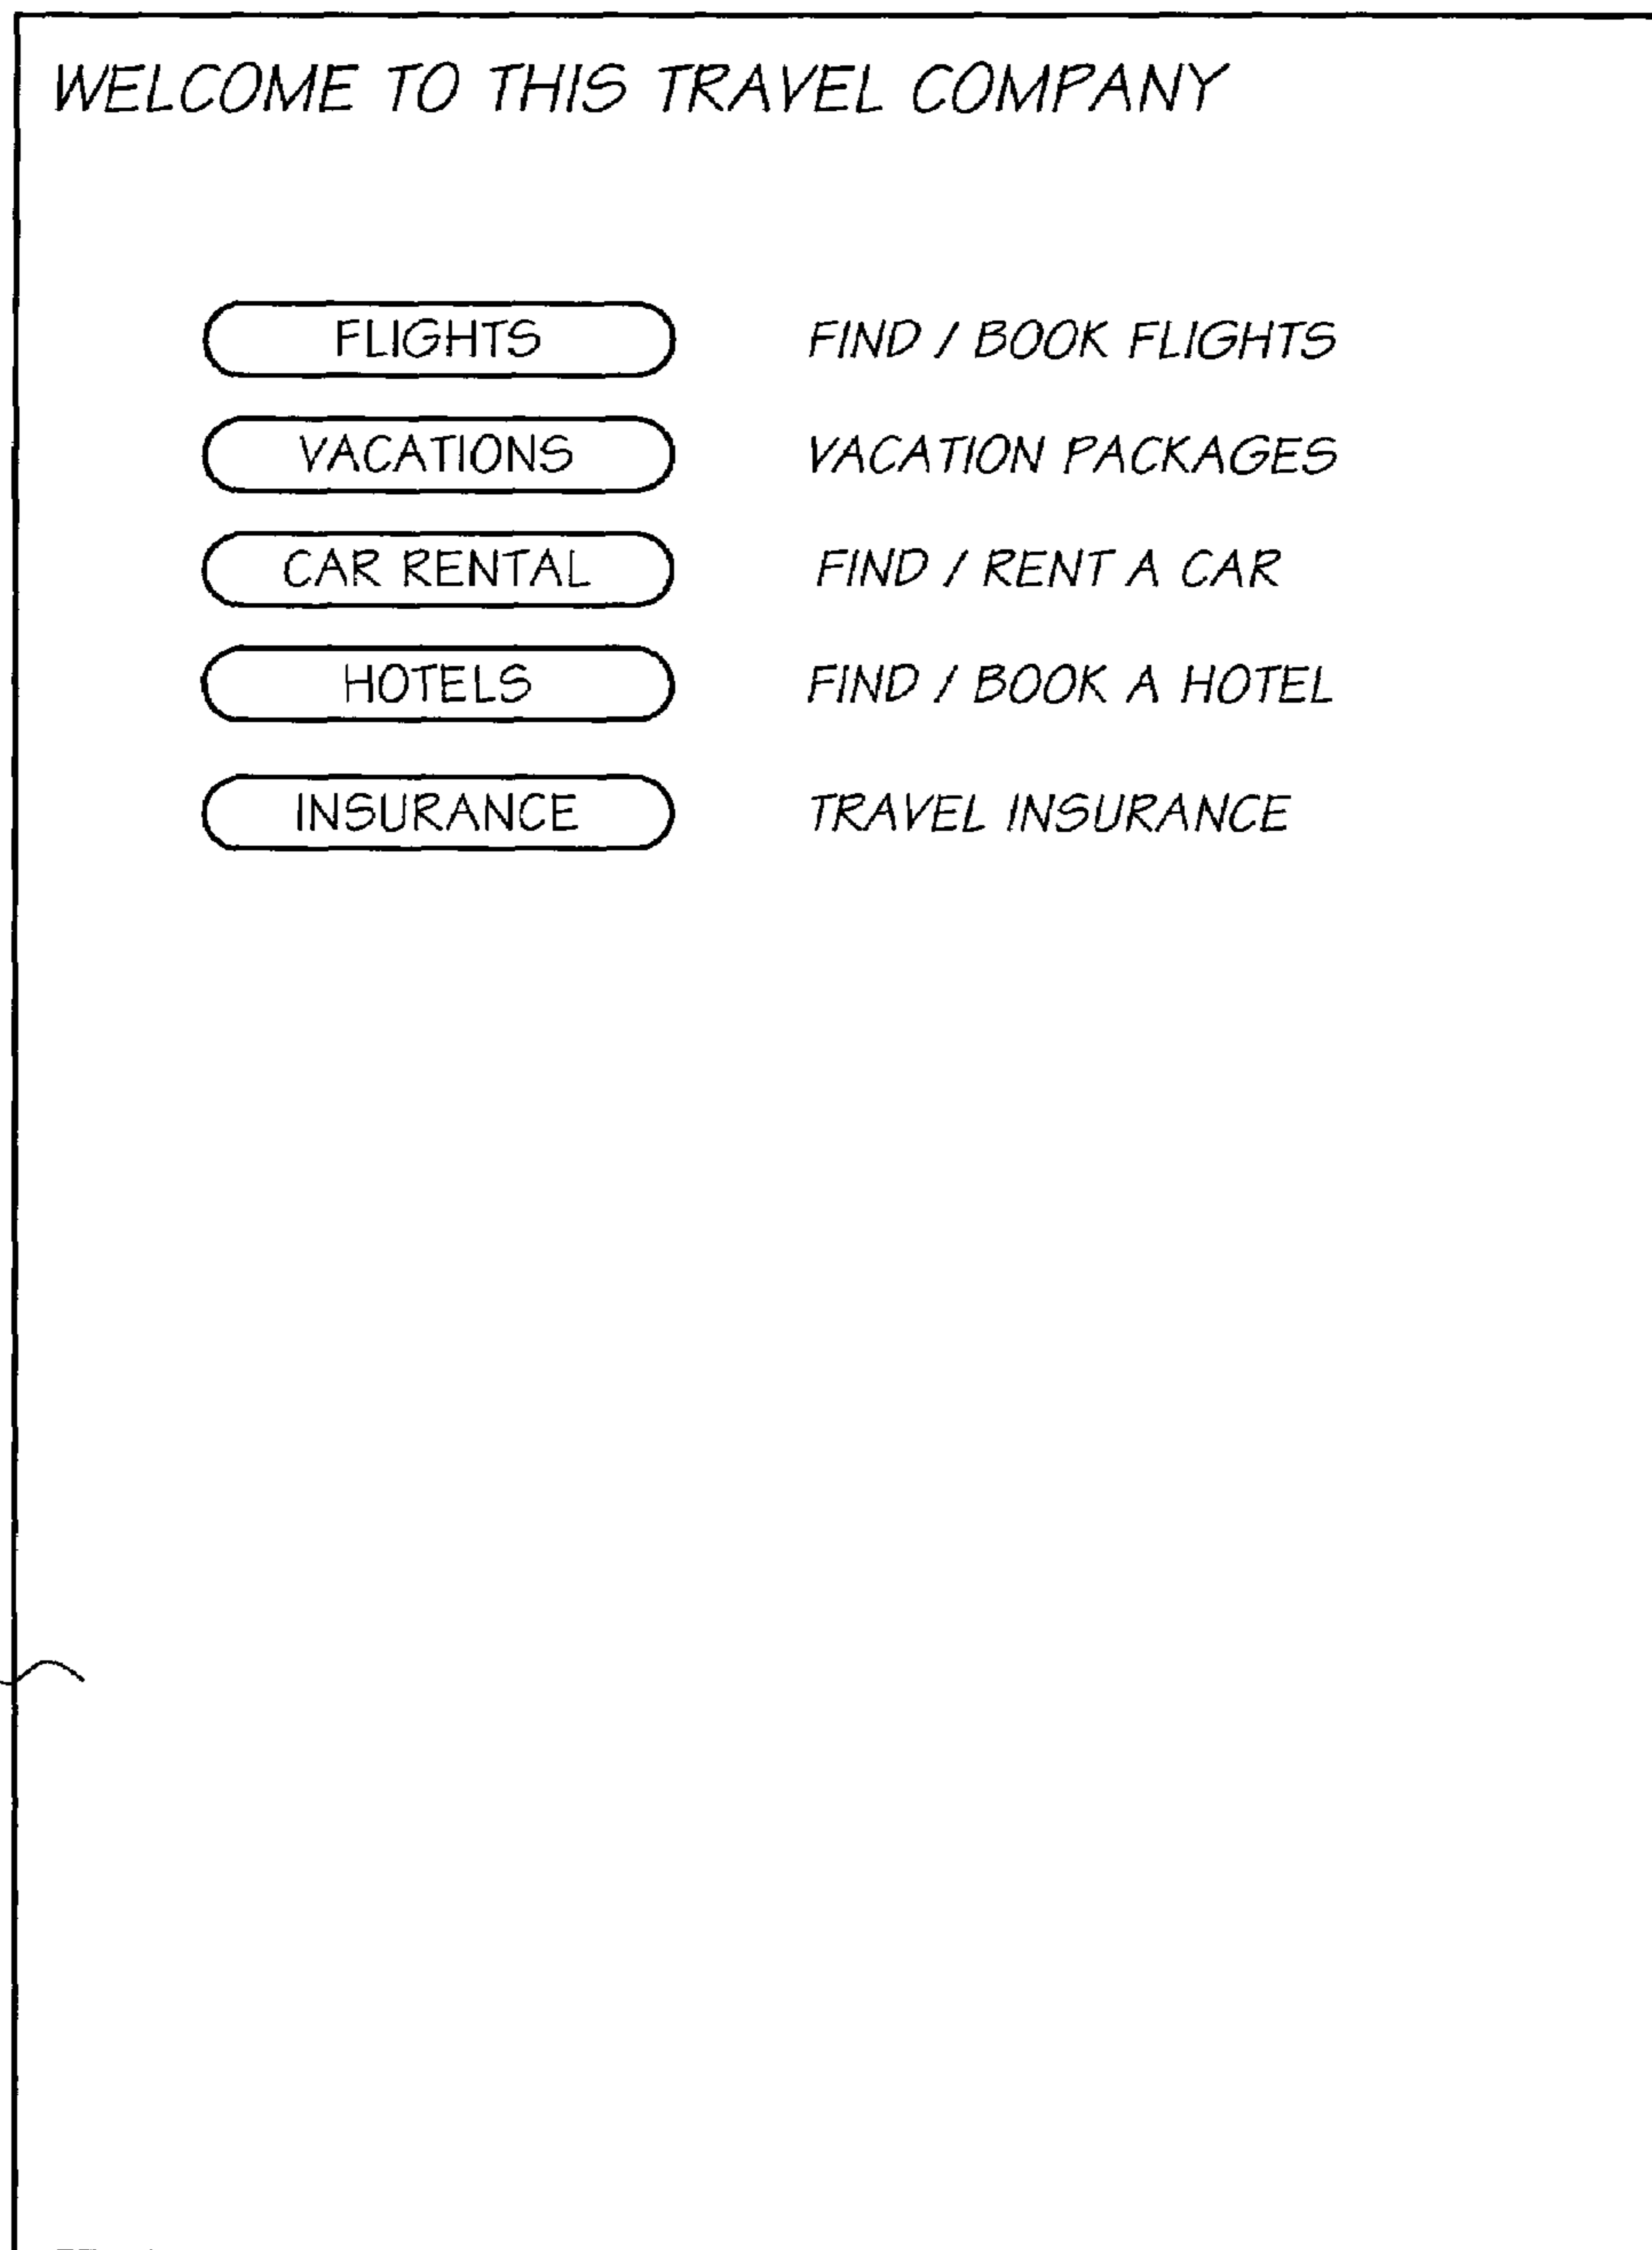 WELCOME TO THIS TRAVEL COMPANY
FLIGHTS FIND / BOOK FLIGHTS
VACATIONS VACATION PACKAGES
CAR RENTAL FIND / RENT A CAR
HOTELS FIND / BOOK A HOTEL
INSURANCE TRAVEL INSURANCE